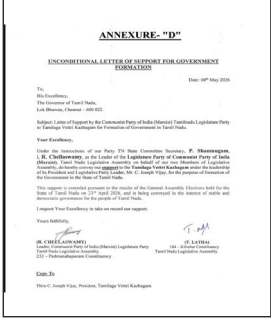 ANNEXURE- "D"
UNCONDITIONAL LETTER OF SUPPORT FOR GOVERNMENT
FORMATION
Date: 08th May 2026
To,
His Excellency,
The Governor of Tamil Nadu,
Lok Bhavan, Chennai – 600 022.
Subject: Letter of Support by the Communist Party of India (Marxist) Tamilnadu Legislature Party
to Tamilaga Vettri Kazhagam for Formation of Government in Tamil Nadu.
Your Excellency,
Under the instructions of our Party TN State Committee Secretary, P. Shanmugam,
I, R. Chellaswamy, as the Leader of the Legislature Party of Communist Party of India
(Marxist), Tamil Nadu Legislative Assembly on behalf of our two Members of Legislative
Assembly, do hereby convey our support to the Tamilaga Vettri Kazhagam under the leadership
of its President and Legislative Party Leader, Mr. C. Joseph Vijay, for the purpose of formation of
the Government in the State of Tamil Nadu.
This support is extended pursuant to the results of the General Assembly Elections held for the
State of Tamil Nadu on 23rd April 2026, and is being conveyed in the interest of stable and
democratic governance for the people of Tamil Nadu.
I request Your Excellency to take on record our support.
Yours faithfully,
(R. CHELLASWAMY)
Leader, Communist Party of India (Marxist) Legislature Party
Tamil Nadu Legislative Assembly.
232 – Padmanabapuram Constituency
(T. LATHA)
164 - Kilvelur Constituency
Tamil Nadu Legislative Assembly.
Copy To
Thiru C. Joseph Vijay, President, Tamilaga Vettri Kazhagam